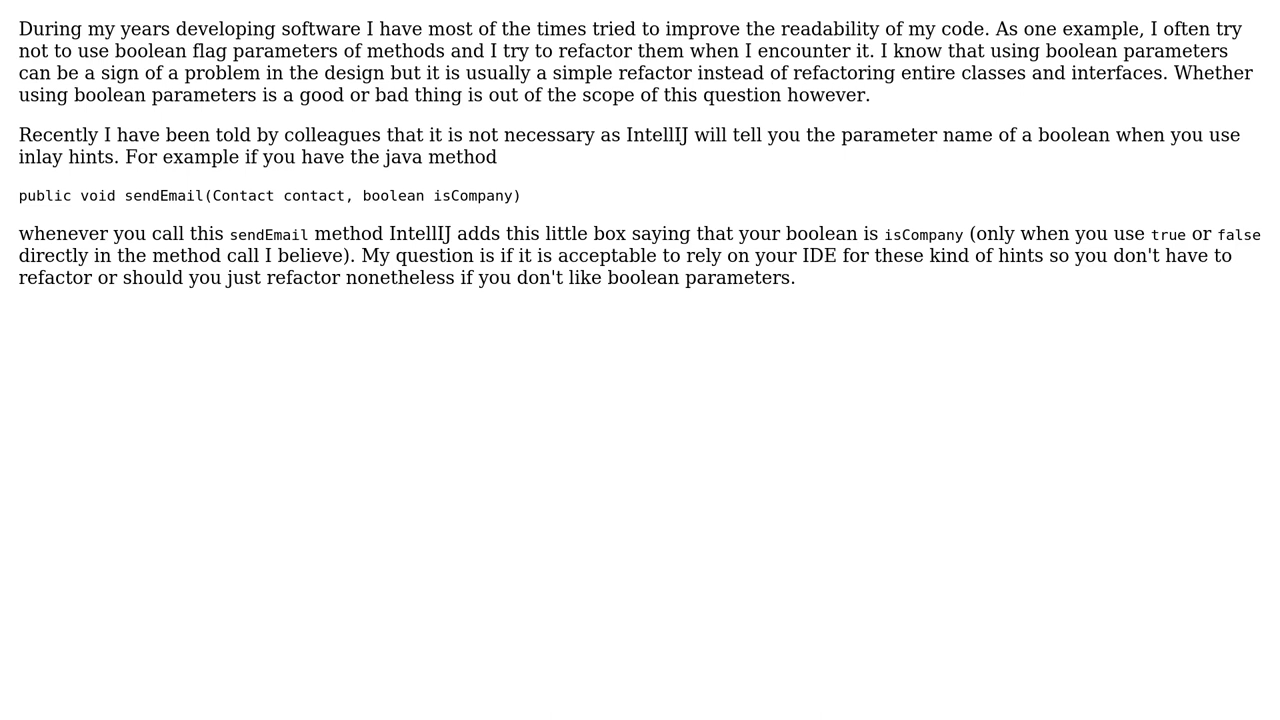 During my years developing software I have most of the times tried to improve the readability of my code. As one example, I often try
not to use boolean flag parameters of methods and I try to refactor them when I encounter it. I know that using boolean parameters
can be a sign of a problem in the design but it is usually a simple refactor instead of refactoring entire classes and interfaces. Whether
using boolean parameters is a good or bad thing is out of the scope of this question however.
Recently I have been told by colleagues that it is not necessary as IntellIJ will tell you the parameter name of a boolean when you use
inlay hints. For example if you have the java method
public void sendEmail(Contact contact, boolean isCompany)
whenever you call this sendEmail method IntellIJ adds this little box saying that your boolean is isCompany (only when you use true or false
directly in the method call I believe). My question is if it is acceptable to rely on your IDE for these kind of hints so you don't have to
refactor or should you just refactor nonetheless if you don't like boolean parameters.